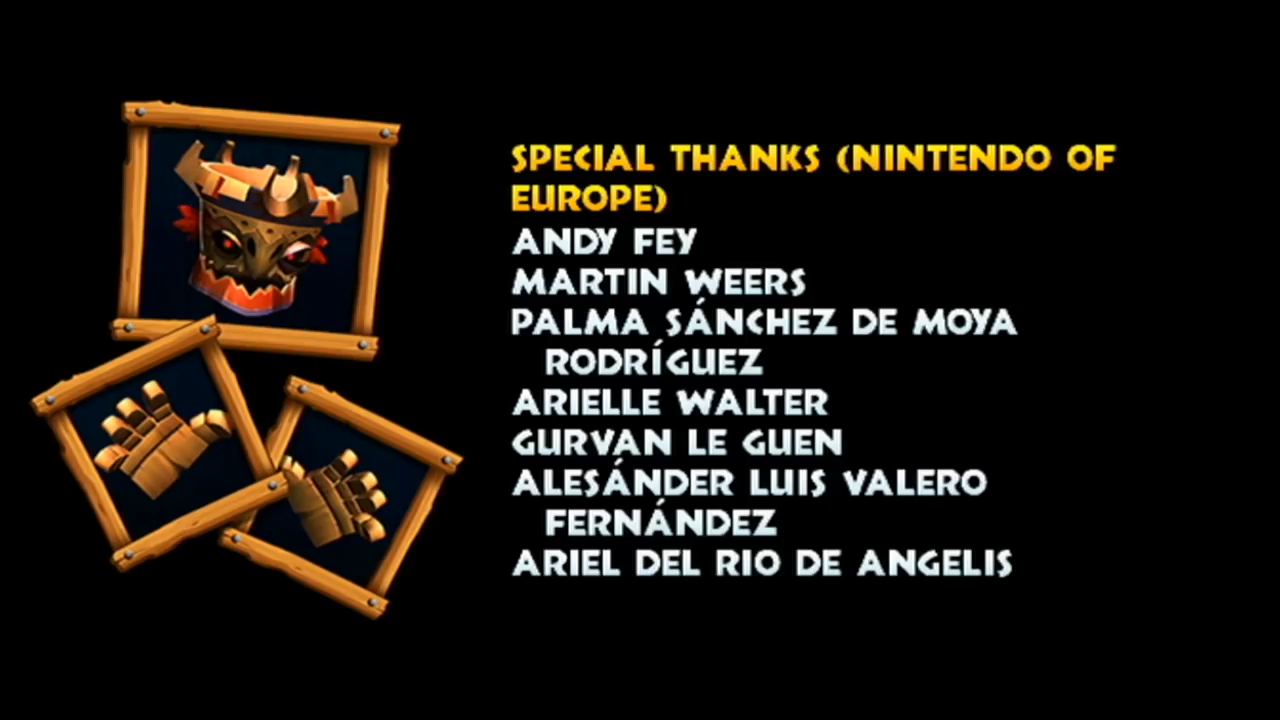 SPECIAL THANKS (NINTENDO OF
EUROPE)
ANDY FEY
MARTIN WEERS
PALMA SÁNCHEZ DE MOYA
RODRÍGUEZ
ARIELLE WALTER
GURVAN LE GUEN
ALESÁNDER LUIS VALERO
FERNÁNDEZ
ARIEL DEL RIO DE ANGELIS